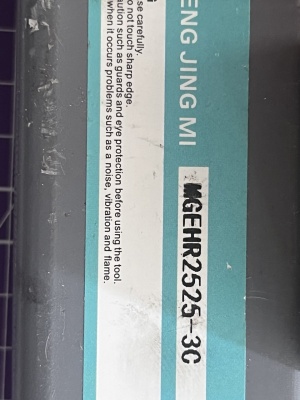 ENG JING MI
MGEHR2525-3C
se carefully.
o not touch sharp edge.
aution such as guards and eye protection before using the tool.
when it occurs problems such as a noise, vibration and flame.